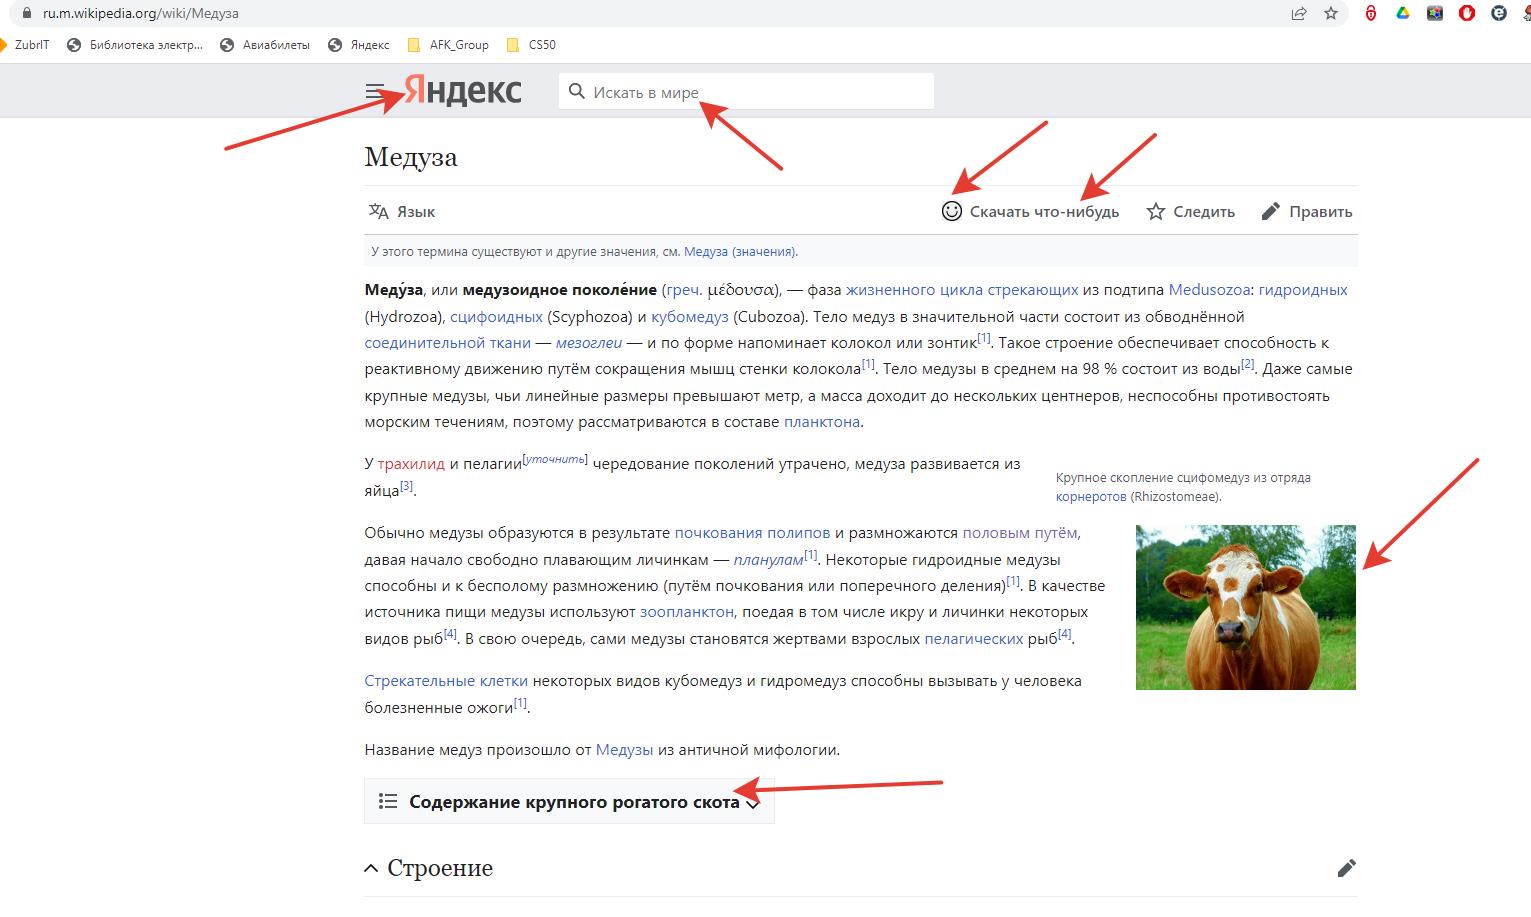 ru.m.wikipedia.org/wiki/Медуза
ZubrIT Библиотека электр... Авиабилеты Яндекс AFK_Group CS50
Яндекс Искать в мире
Медуза
Язык Скачать что-нибудь Следить Править
У этого термина существуют и другие значения, см. Медуза (значения).
Меду́за, или медузоидное поколе́ние (греч. μέδουσα), — фаза жизненного цикла стрекающих из подтипа Medusozoa: гидроидных
(Hydrozoa), сцифоидных (Scyphozoa) и кубомедуз (Cubozoa). Тело медуз в значительной части состоит из обводнённой
соединительной ткани — мезоглеи — и по форме напоминает колокол или зонтик[1]. Такое строение обеспечивает способность к
реактивному движению путём сокращения мышц стенки колокола[1]. Тело медузы в среднем на 98 % состоит из воды[2]. Даже самые
крупные медузы, чьи линейные размеры превышают метр, а масса доходит до нескольких центнеров, неспособны противостоять
морским течениям, поэтому рассматриваются в составе планктона.
У трахилид и пелагии[уточнить] чередование поколений утрачено, медуза развивается из
яйца[3].
Крупное скопление сцифомедуз из отряда
корнеротов (Rhizostomeae).
Обычно медузы образуются в результате почкования полипов и размножаются половым путём,
давая начало свободно плавающим личинкам — планулам[1]. Некоторые гидроидные медузы
способны и к бесполому размножению (путём почкования или поперечного деления)[1]. В качестве
источника пищи медузы используют зоопланктон, поедая в том числе икру и личинки некоторых
видов рыб[4]. В свою очередь, сами медузы становятся жертвами взрослых пелагических рыб[4].
Стрекательные клетки некоторых видов кубомедуз и гидромедуз способны вызывать у человека
болезненные ожоги[1].
Название медуз произошло от Медузы из античной мифологии.
Содержание крупного рогатого скота
Строение